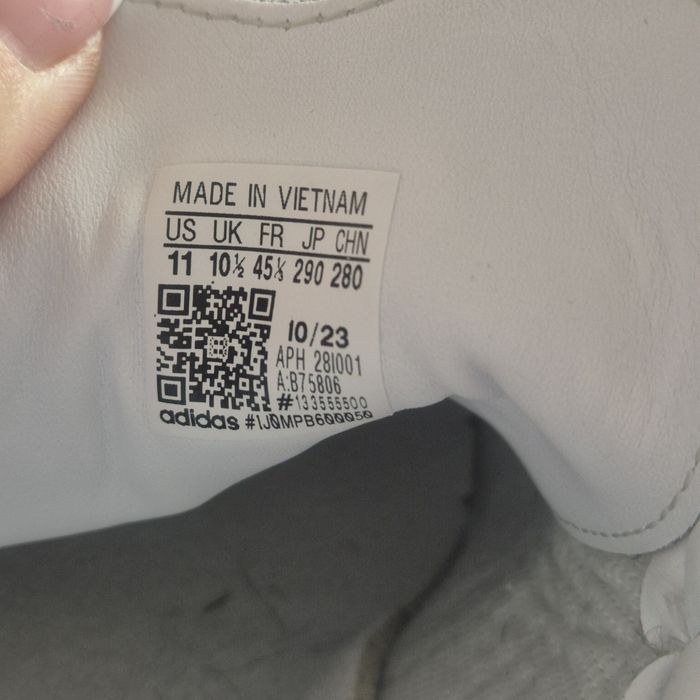 MADE IN VIETNAM
US UK FR JP CHN
11 10½ 45⅓ 290 280
10/23
APH 281001
A:B75806
#133555500
adidas #IJ0MPB600050